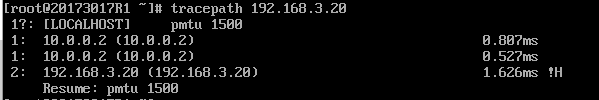 [root@20173017R1 ~]# tracepath 192.168.3.20
1?: [LOCALHOST] pmtu 1500
1: 10.0.0.2 (10.0.0.2) 0.807ms
1: 10.0.0.2 (10.0.0.2) 0.527ms
2: 192.168.3.20 (192.168.3.20) 1.626ms !H
Resume: pmtu 1500